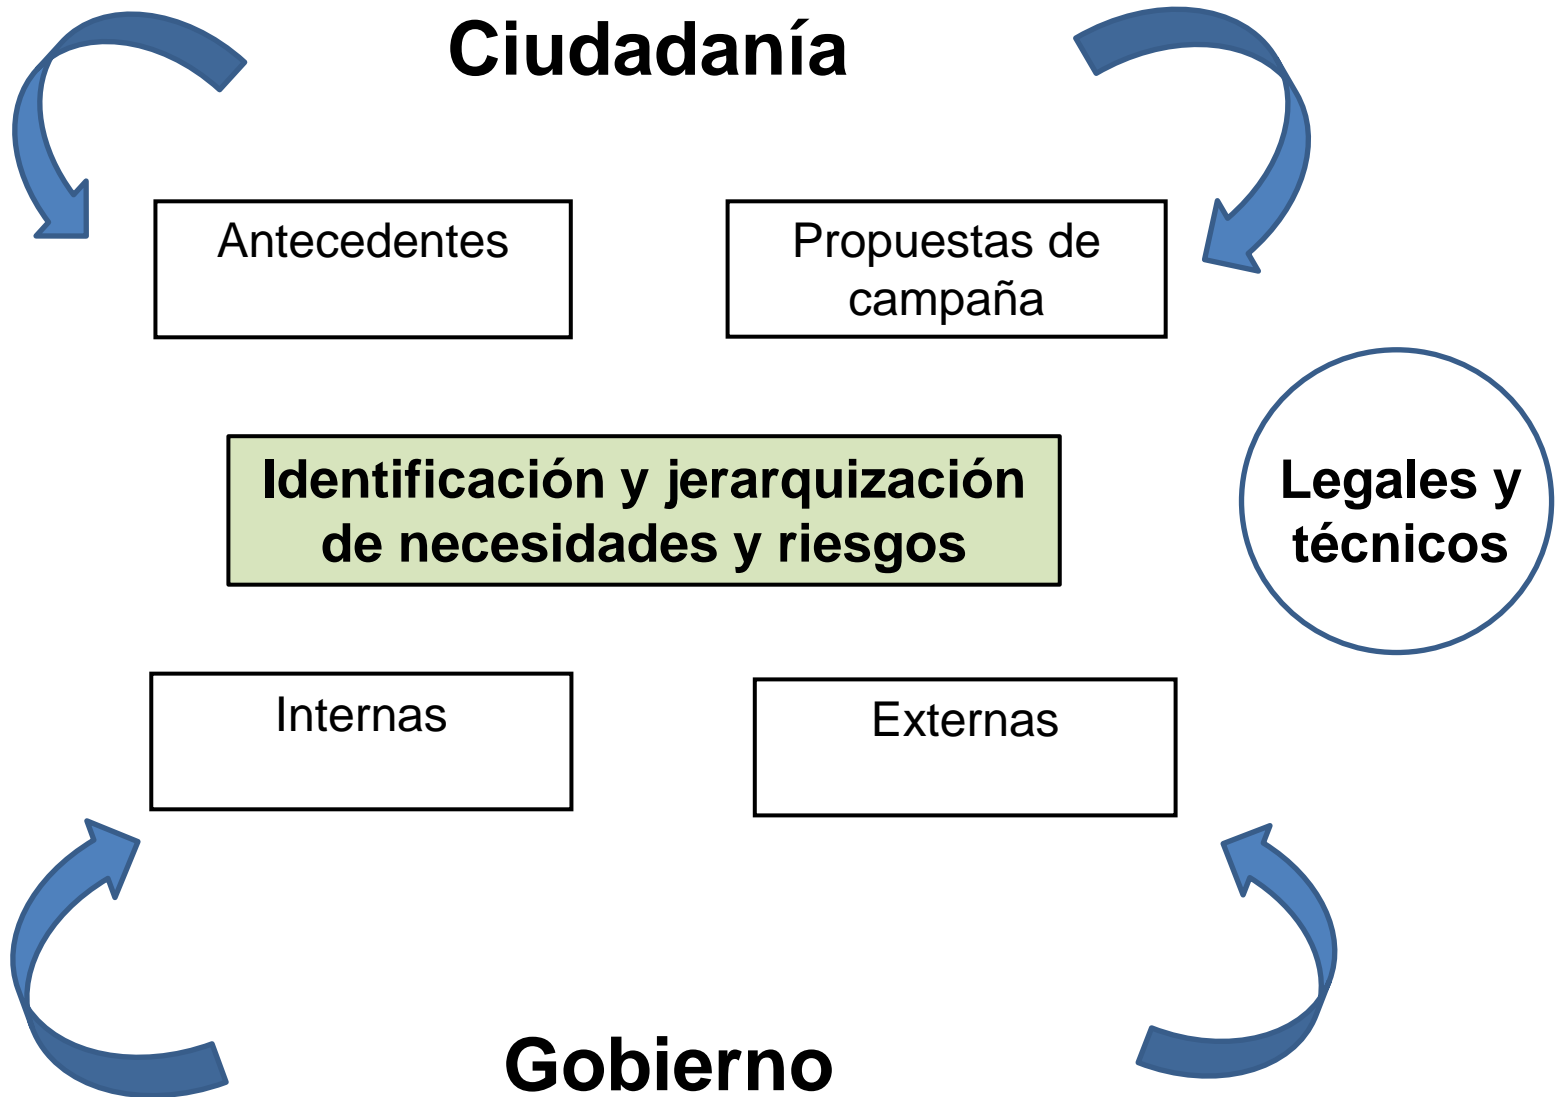 Ciudadanía
Antecedentes
Propuestas de
campaña
Identificación y jerarquización
de necesidades y riesgos
Legales y
técnicos
Internas
Externas
Gobierno